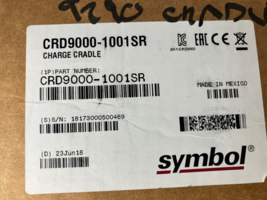 CRD9000-1001SR
CHARGE CRADLE
(1P)PART NUMBER:
CRD9000-1001SR
MADE IN MEXICO
(S)S/N: 16173000500469
(D) 23Jun16
symbol®